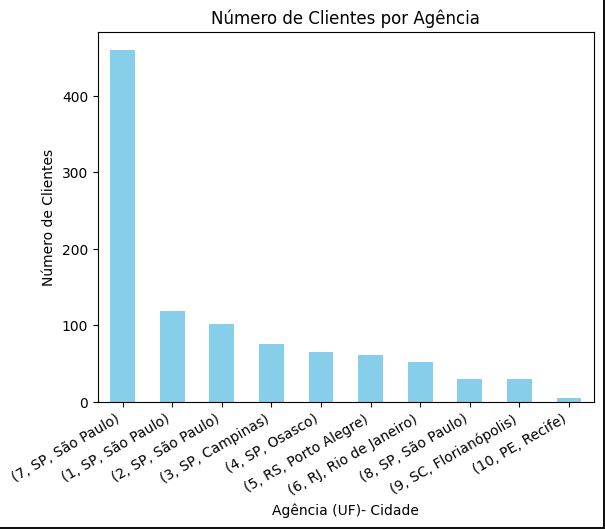 Número de Clientes por Agência
Número de Clientes
400
300
200
100
0
(7, SP, São Paulo)
(1, SP, São Paulo)
(2, SP, São Paulo)
(3, SP, Campinas)
(4, SP, Osasco)
(5, RS, Porto Alegre)
(6, RJ, Rio de Janeiro)
(8, SP, São Paulo)
(9, SC, Florianópolis)
(10, PE, Recife)
Agência (UF)- Cidade